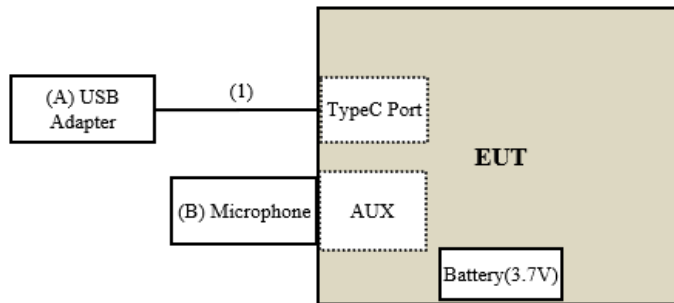 (A) USB
Adapter
(1)
TypeC Port
EUT
(B) Microphone
AUX
Battery(3.7V)